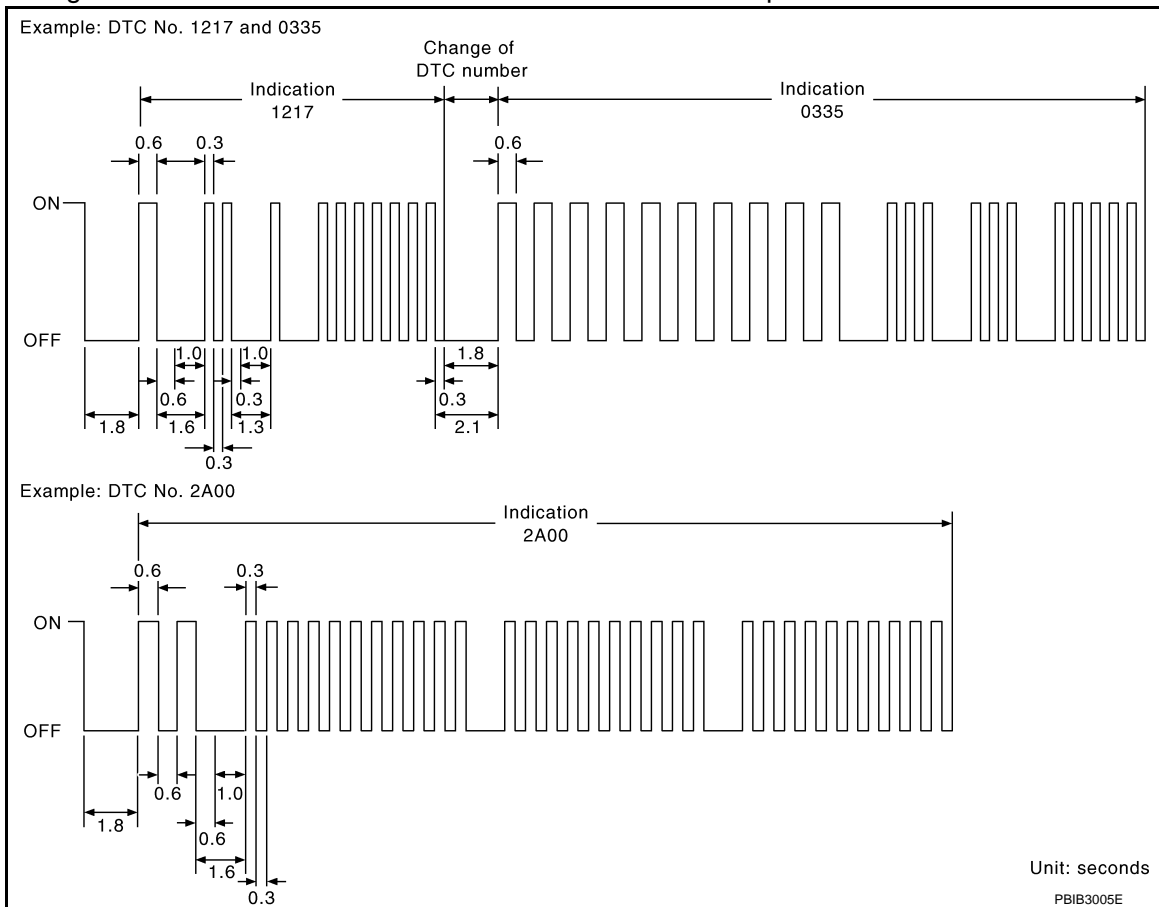 Example: DTC No. 1217 and 0335
Change of
DTC number
Indication
1217
Indication
0335
0.6
0.3
0.6
ON
OFF
1.0
1.0
1.8
0.6
0.3
0.3
1.8
1.6
1.3
2.1
0.3
Example: DTC No. 2A00
Indication
2A00
0.6
0.3
ON
OFF
0.6
1.0
1.8
0.6
1.6
0.3
Unit: seconds
PBIB3005E